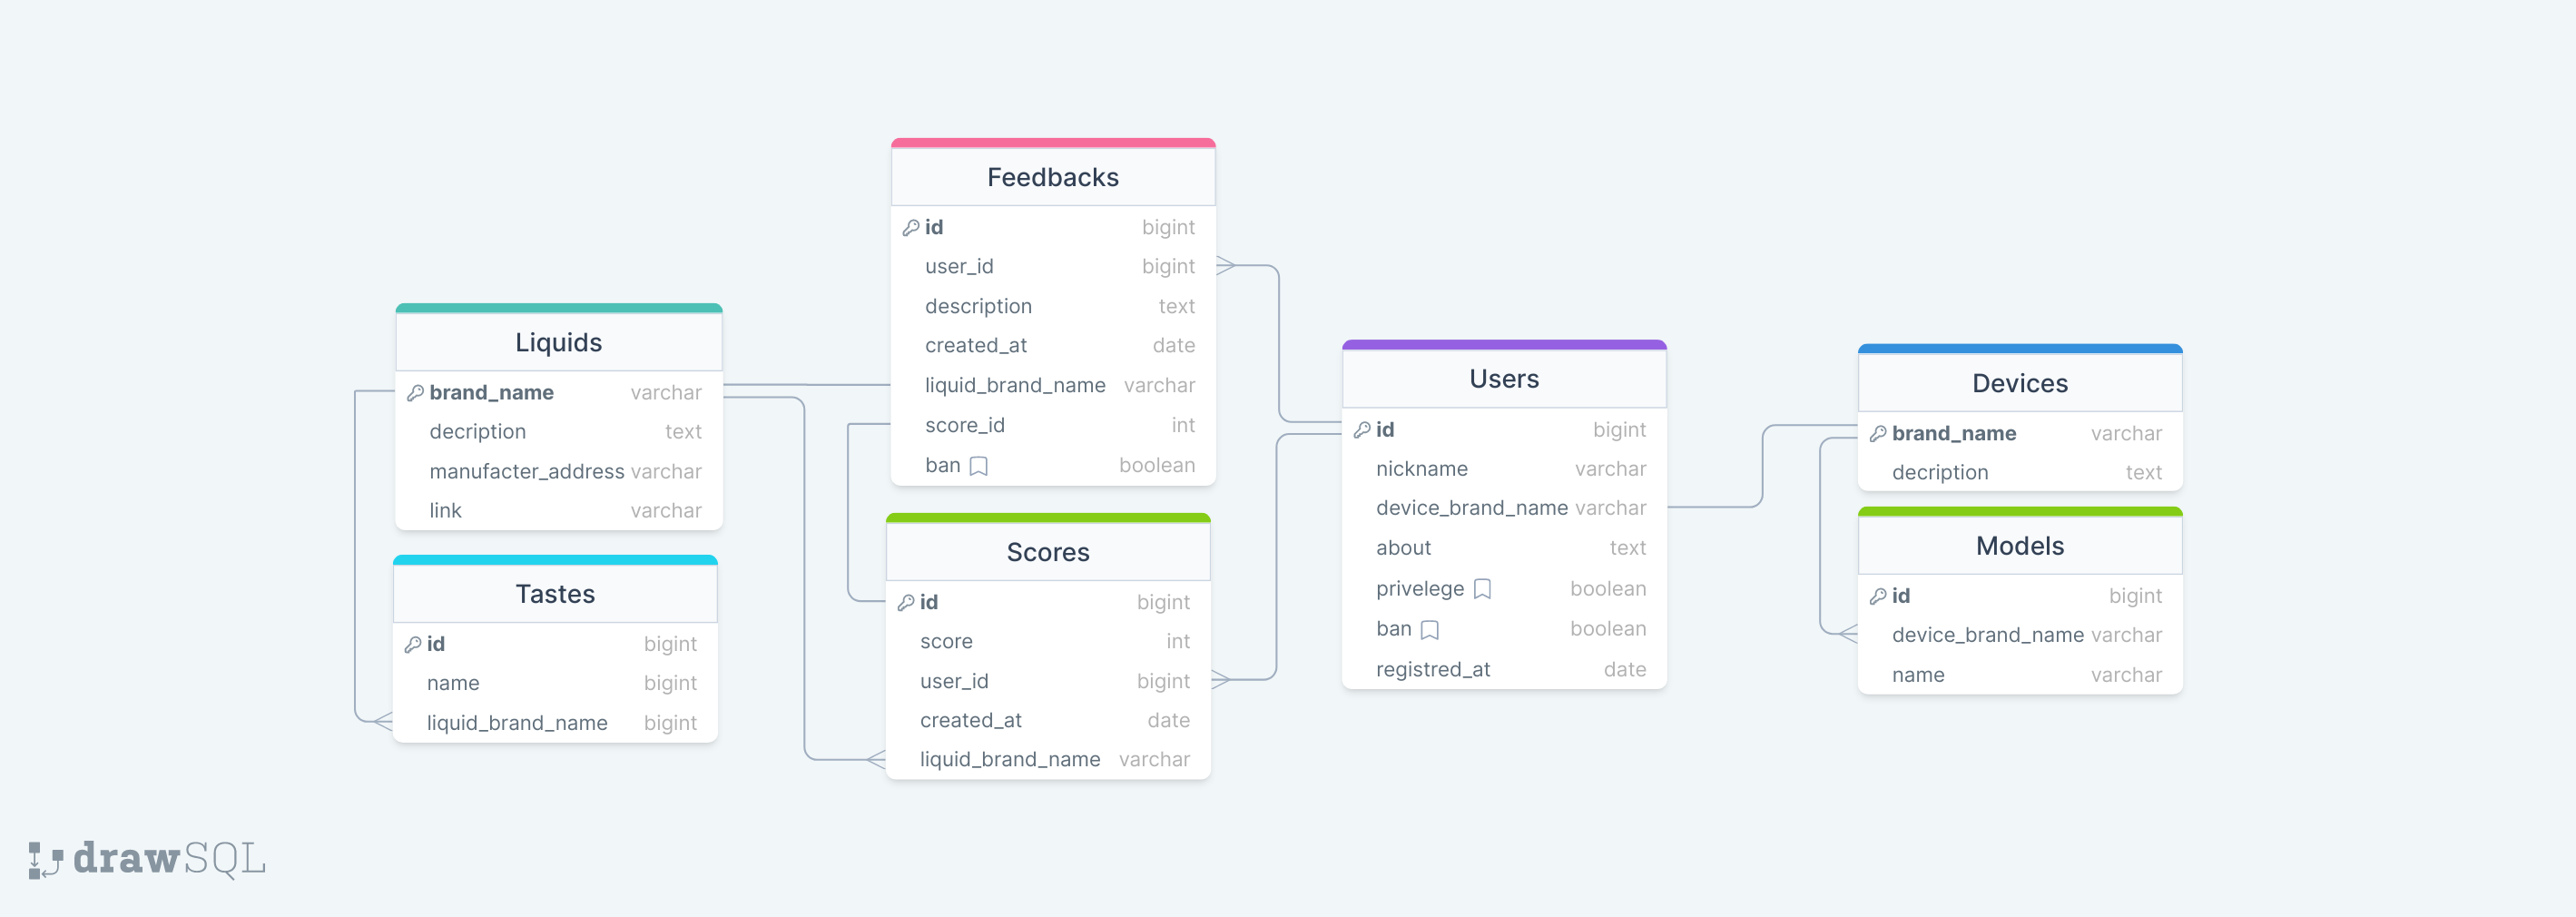 Liquids
brand_name varchar
decription text
manufacter_address varchar
link varchar
Tastes
id bigint
name bigint
liquid_brand_name bigint
Feedbacks
id bigint
user_id bigint
description text
created_at date
liquid_brand_name varchar
score_id int
ban boolean
Scores
id bigint
score int
user_id bigint
created_at date
liquid_brand_name varchar
Users
id bigint
nickname varchar
device_brand_name varchar
about text
privelege boolean
ban boolean
registred_at date
Devices
brand_name varchar
decription text
Models
id bigint
device_brand_name varchar
name varchar
drawSQL